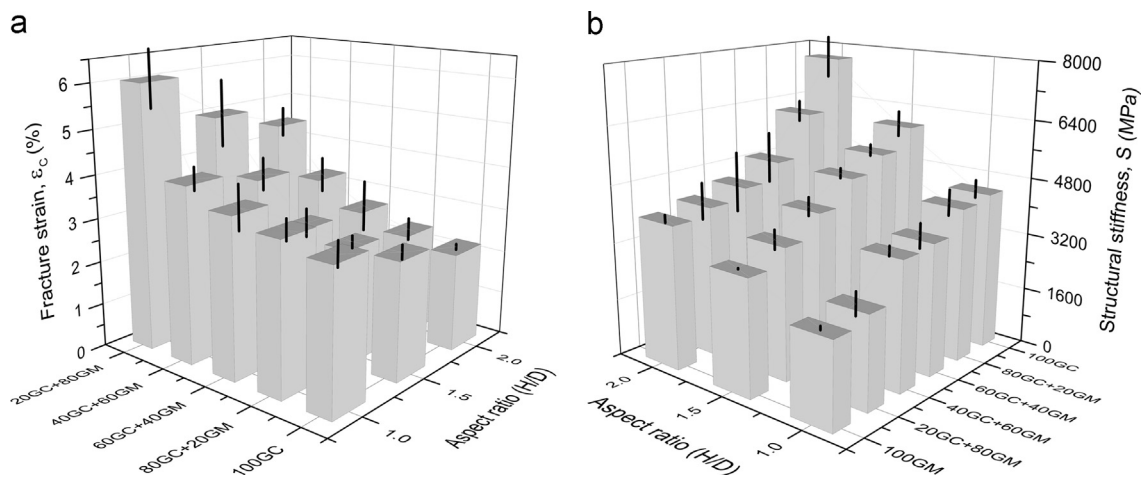 a
Fracture strain, εC (%)
6
5
4
3
2
1
0
20GC+80GM
40GC+60GM
60GC+40GM
80GC+20GM
100GC
1.0
1.5
2.0
Aspect ratio (H/D)
b
Structural stiffness, S (MPa)
8000
6400
4800
3200
1600
0
2.0
1.5
1.0
Aspect ratio (H/D)
100GC
80GC+20GM
60GC+40GM
40GC+60GM
20GC+80GM
100GM